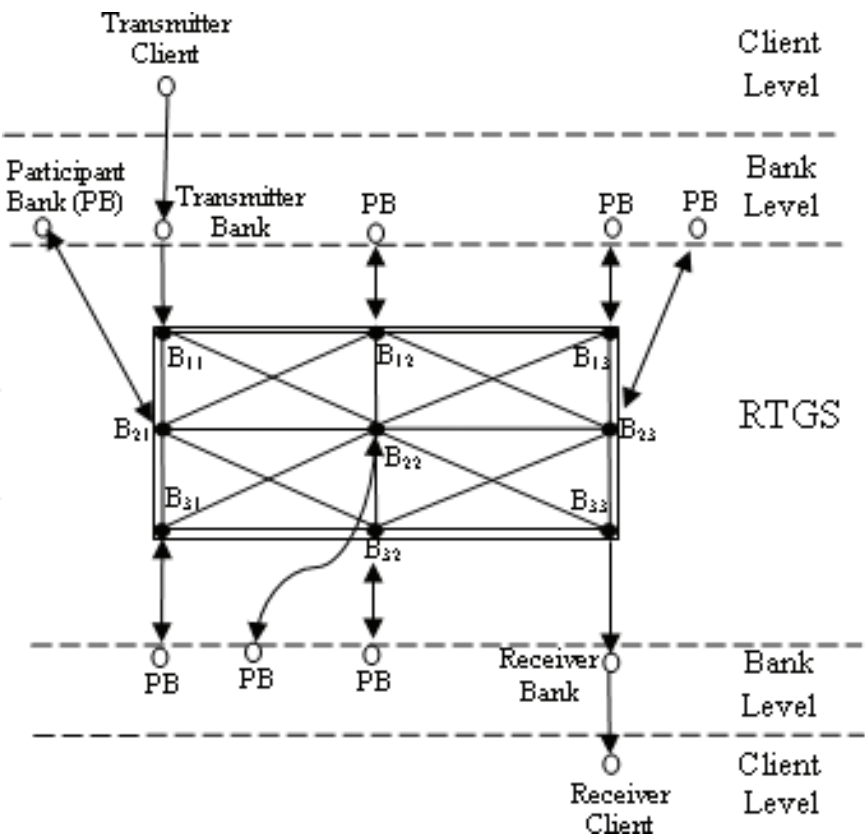 Transmitter
Client
Client
Level
Participant
Bank (PB)
Transmitter
Bank
PB
PB
PB
Bank
Level
B₁₁
B₁₂
B₁₃
B₂₁
B₂₂
B₂₃
RTGS
B₃₁
B₃₂
B₃₃
PB
PB
PB
Receiver
Bank
Bank
Level
Receiver
Client
Client
Level